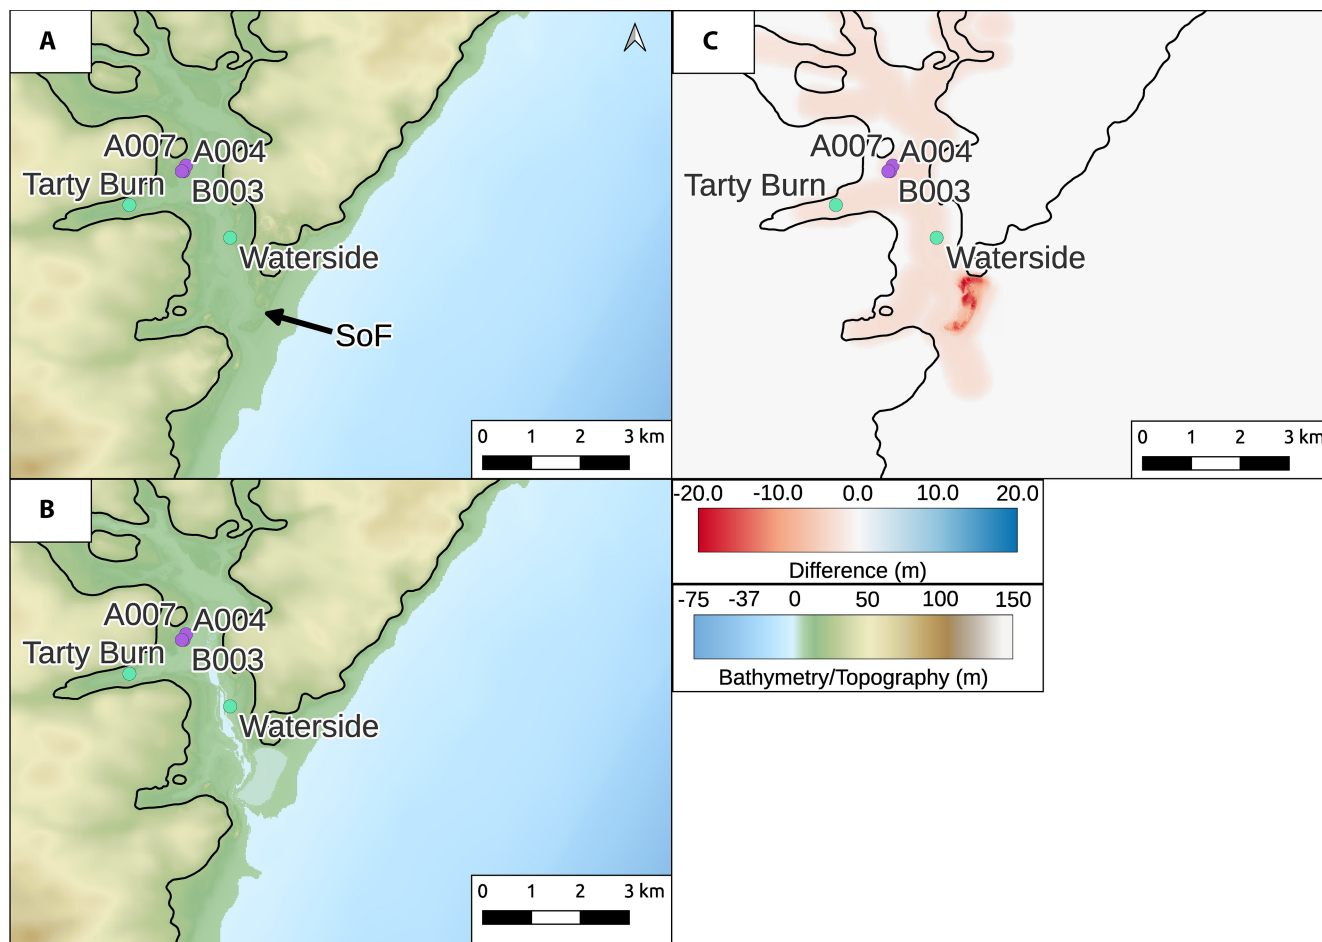 A
A007 A004
Tarty Burn B003
Waterside
SoF
0 1 2 3 km
C
A007 A004
Tarty Burn B003
Waterside
0 1 2 3 km
B
A007 A004
Tarty Burn B003
Waterside
0 1 2 3 km
-20.0 -10.0 0.0 10.0 20.0
Difference (m)
-75 -37 0 50 100 150
Bathymetry/Topography (m)